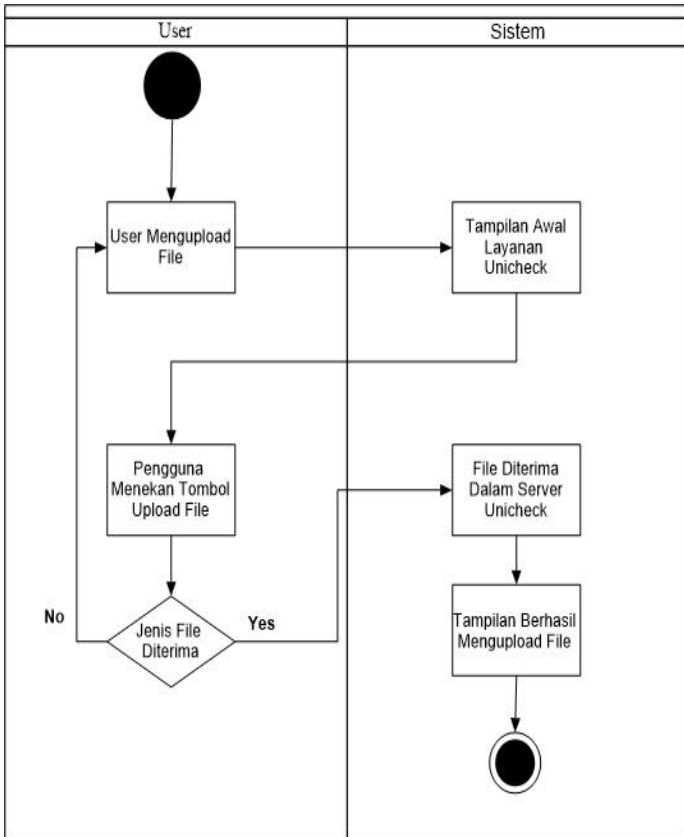 User
Sistem
User Mengupload
File
Tampilan Awal
Layanan
Unicheck
Pengguna
Menekan Tombol
Upload File
File Diterima
Dalam Server
Unicheck
No
Jenis File
Diterima
Yes
Tampilan Berhasil
Mengupload File